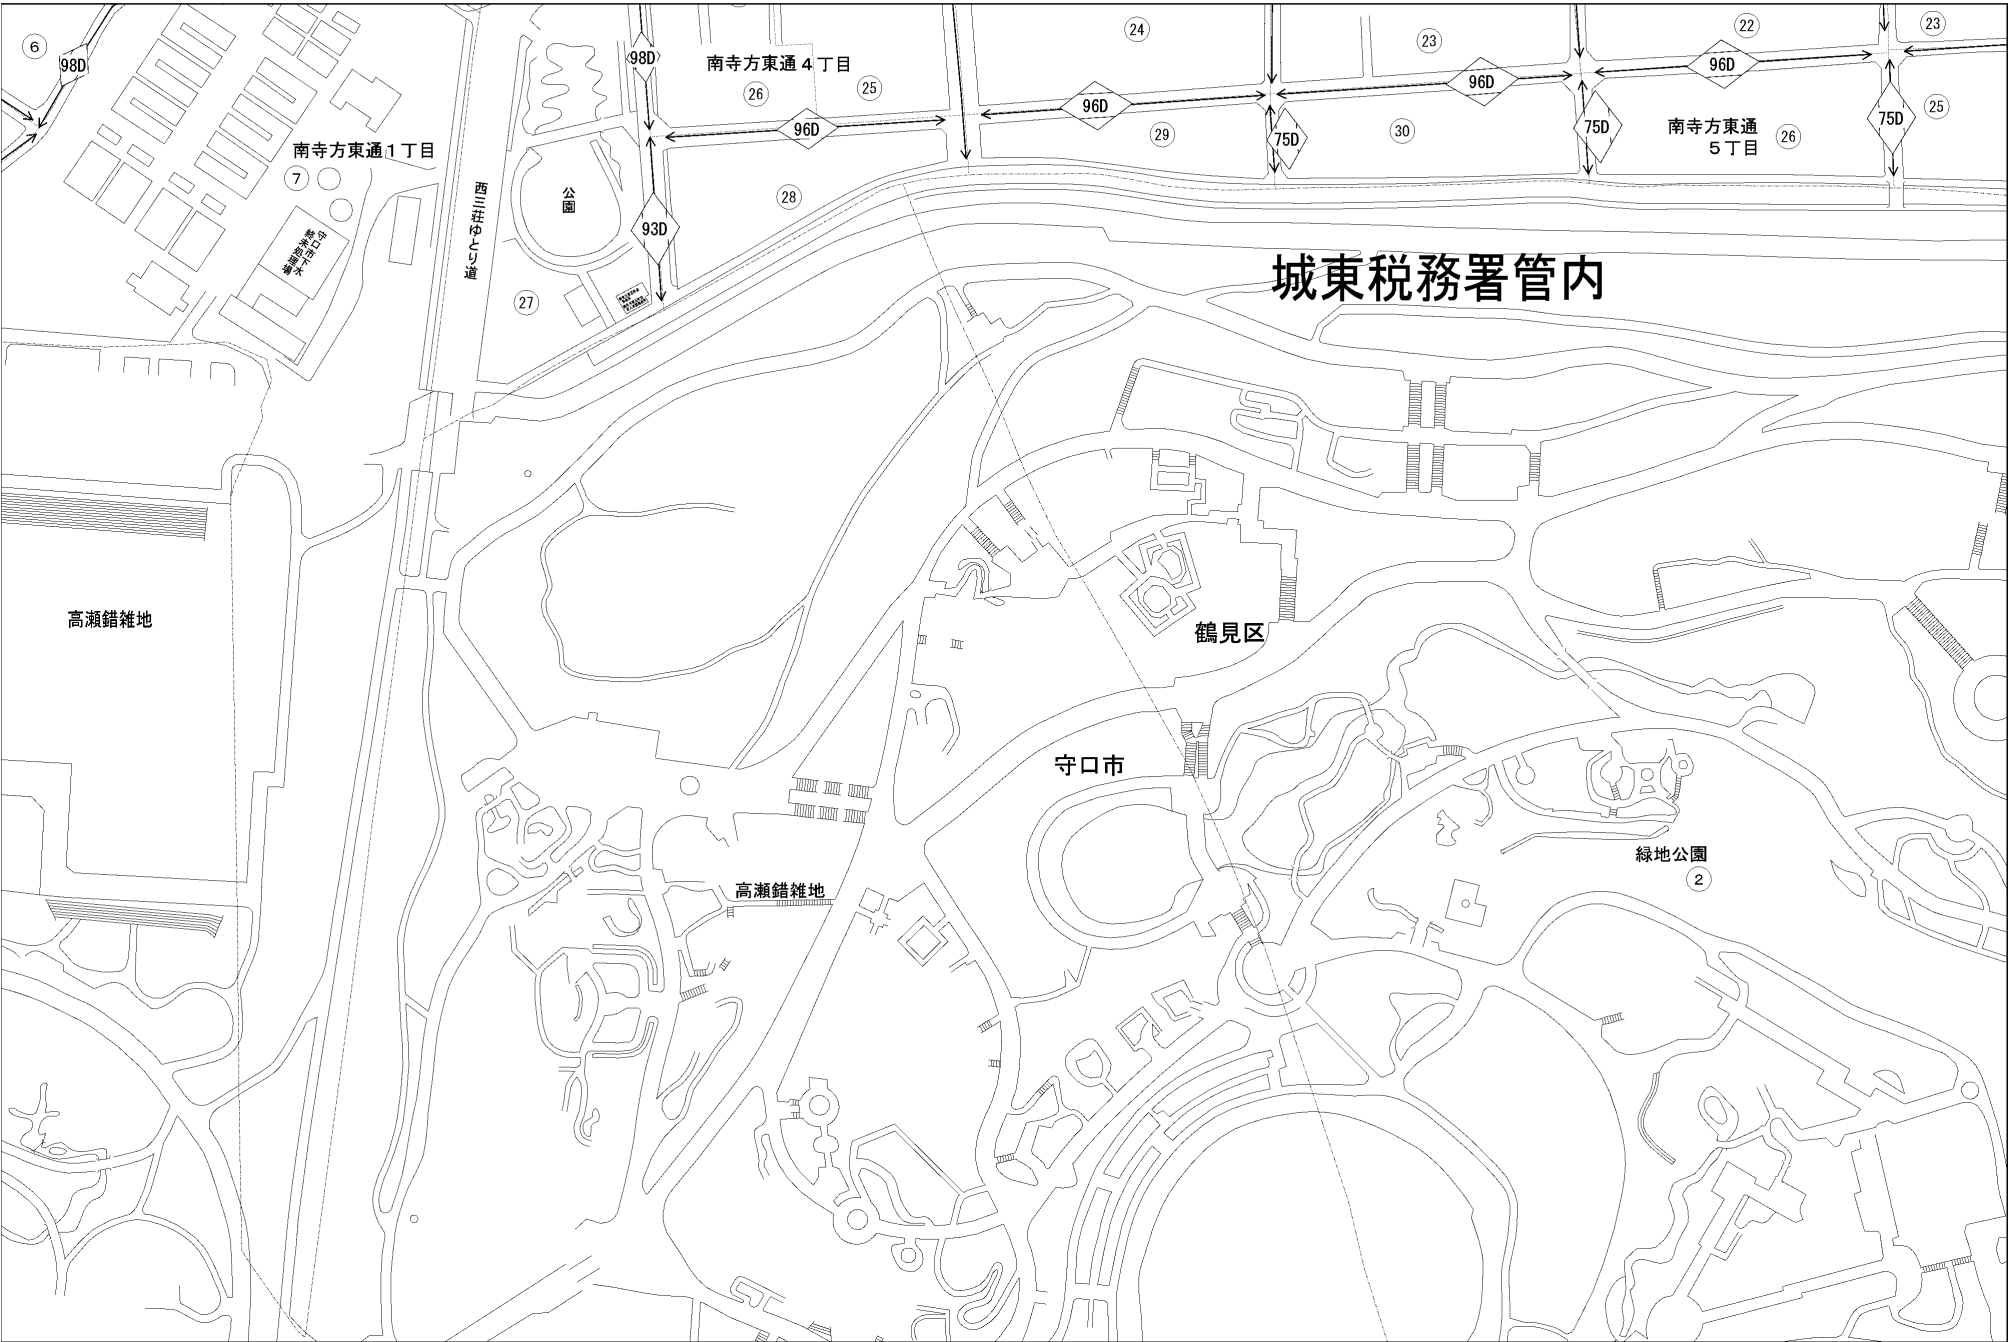 6
98D
98D
南寺方東通４丁目
26
25
24
23
22
23
96D
96D
96D
96D
75D
75D
75D
29
30
南寺方東通
５丁目
26
25
南寺方東通１丁目
7
守口市下水
終末処理場
西三荘ゆとり道
公園
28
93D
27
城東税務署管内
高瀬錯雑地
鶴見区
守口市
高瀬錯雑地
緑地公園
2